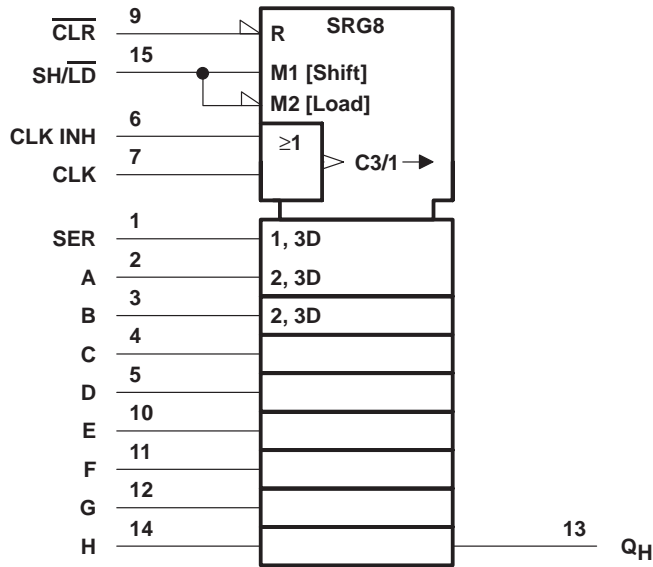 CLR 9 R SRG8
SH/LD 15 M1 [Shift]
M2 [Load]
CLK INH 6 ≥1
CLK 7 C3/1
SER 1 1, 3D
A 2 2, 3D
B 3 2, 3D
C 4
D 5
E 10
F 11
G 12
H 14 13 QH